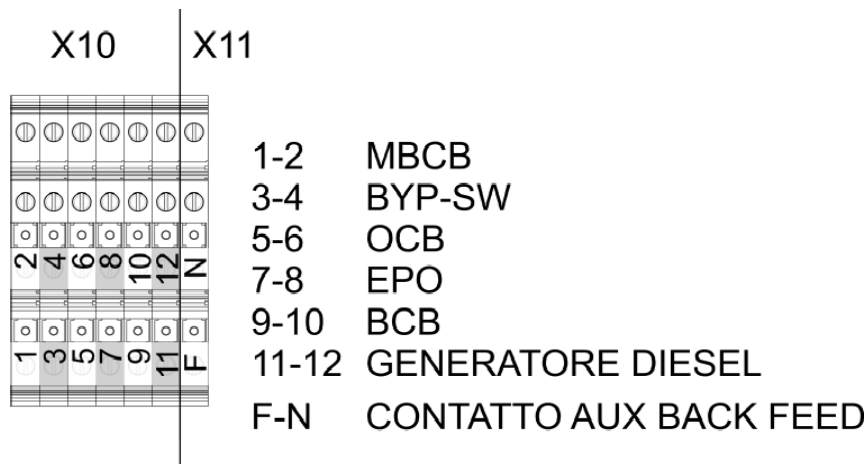 X10 X11
1-2 MBCB
3-4 BYP-SW
5-6 OCB
7-8 EPO
9-10 BCB
11-12 GENERATORE DIESEL
F-N CONTATTO AUX BACK FEED
2 4 6 8 10 12 N
1 3 5 7 9 11 F